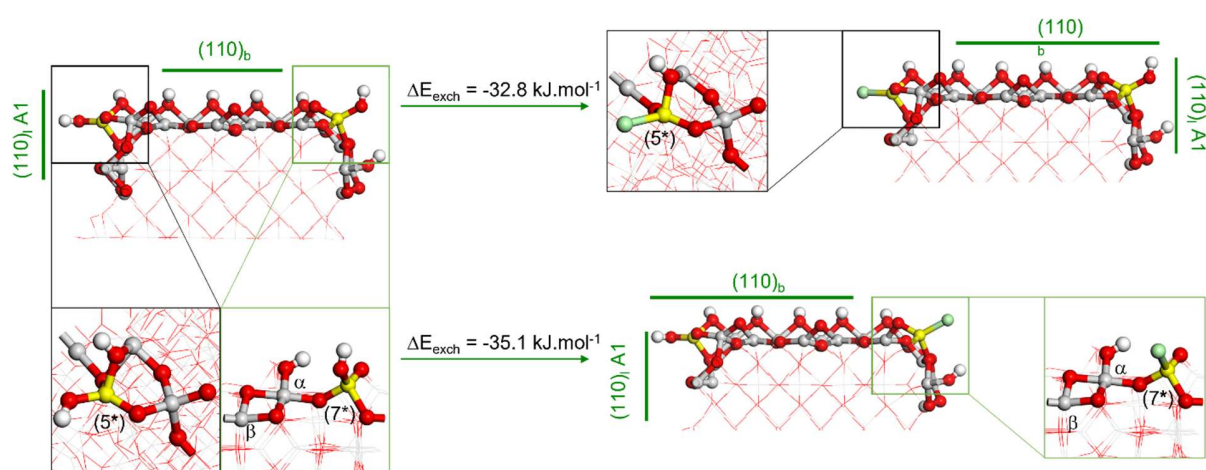 (110)b
(110)l A1
ΔEexch = -32.8 kJ.mol-1
(5*)
(110)
b
(110)l A1
(5*)
α
β
(7*)
ΔEexch = -35.1 kJ.mol-1
(110)b
(110)l A1
α
β
(7*)